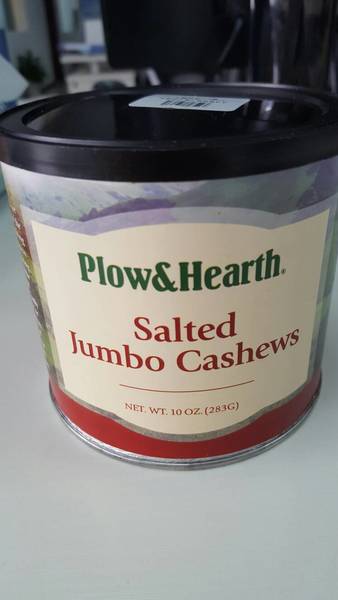 Plow&Hearth®
Salted
Jumbo Cashews
NET. WT. 10 OZ. (283G)